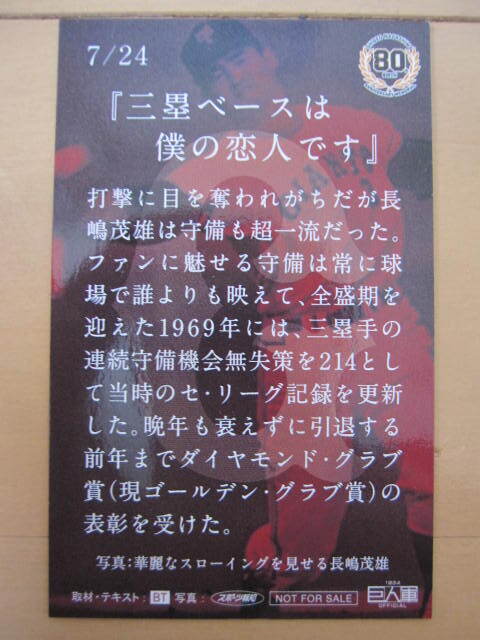 7/24
80
『三塁ベースは
僕の恋人です』
打撃に目を奪われがちだが長
嶋茂雄は守備も超一流だった。
ファンに魅せる守備は常に球
場で誰よりも映えて、全盛期を
迎えた1969年には、三塁手の
連続守備機会無失策を214とし
て当時のセ・リーグ記録を更新
した。晩年も衰えずに引退する
前年までダイヤモンド・グラブ
賞(現ゴールデン・グラブ賞)の
表彰を受けた。
写真:華麗なスローイングを見せる長嶋茂雄
取材・テキスト: BT 写真: スポーツ報知 NOT FOR SALE 1934 巨人軍 OFFICIAL